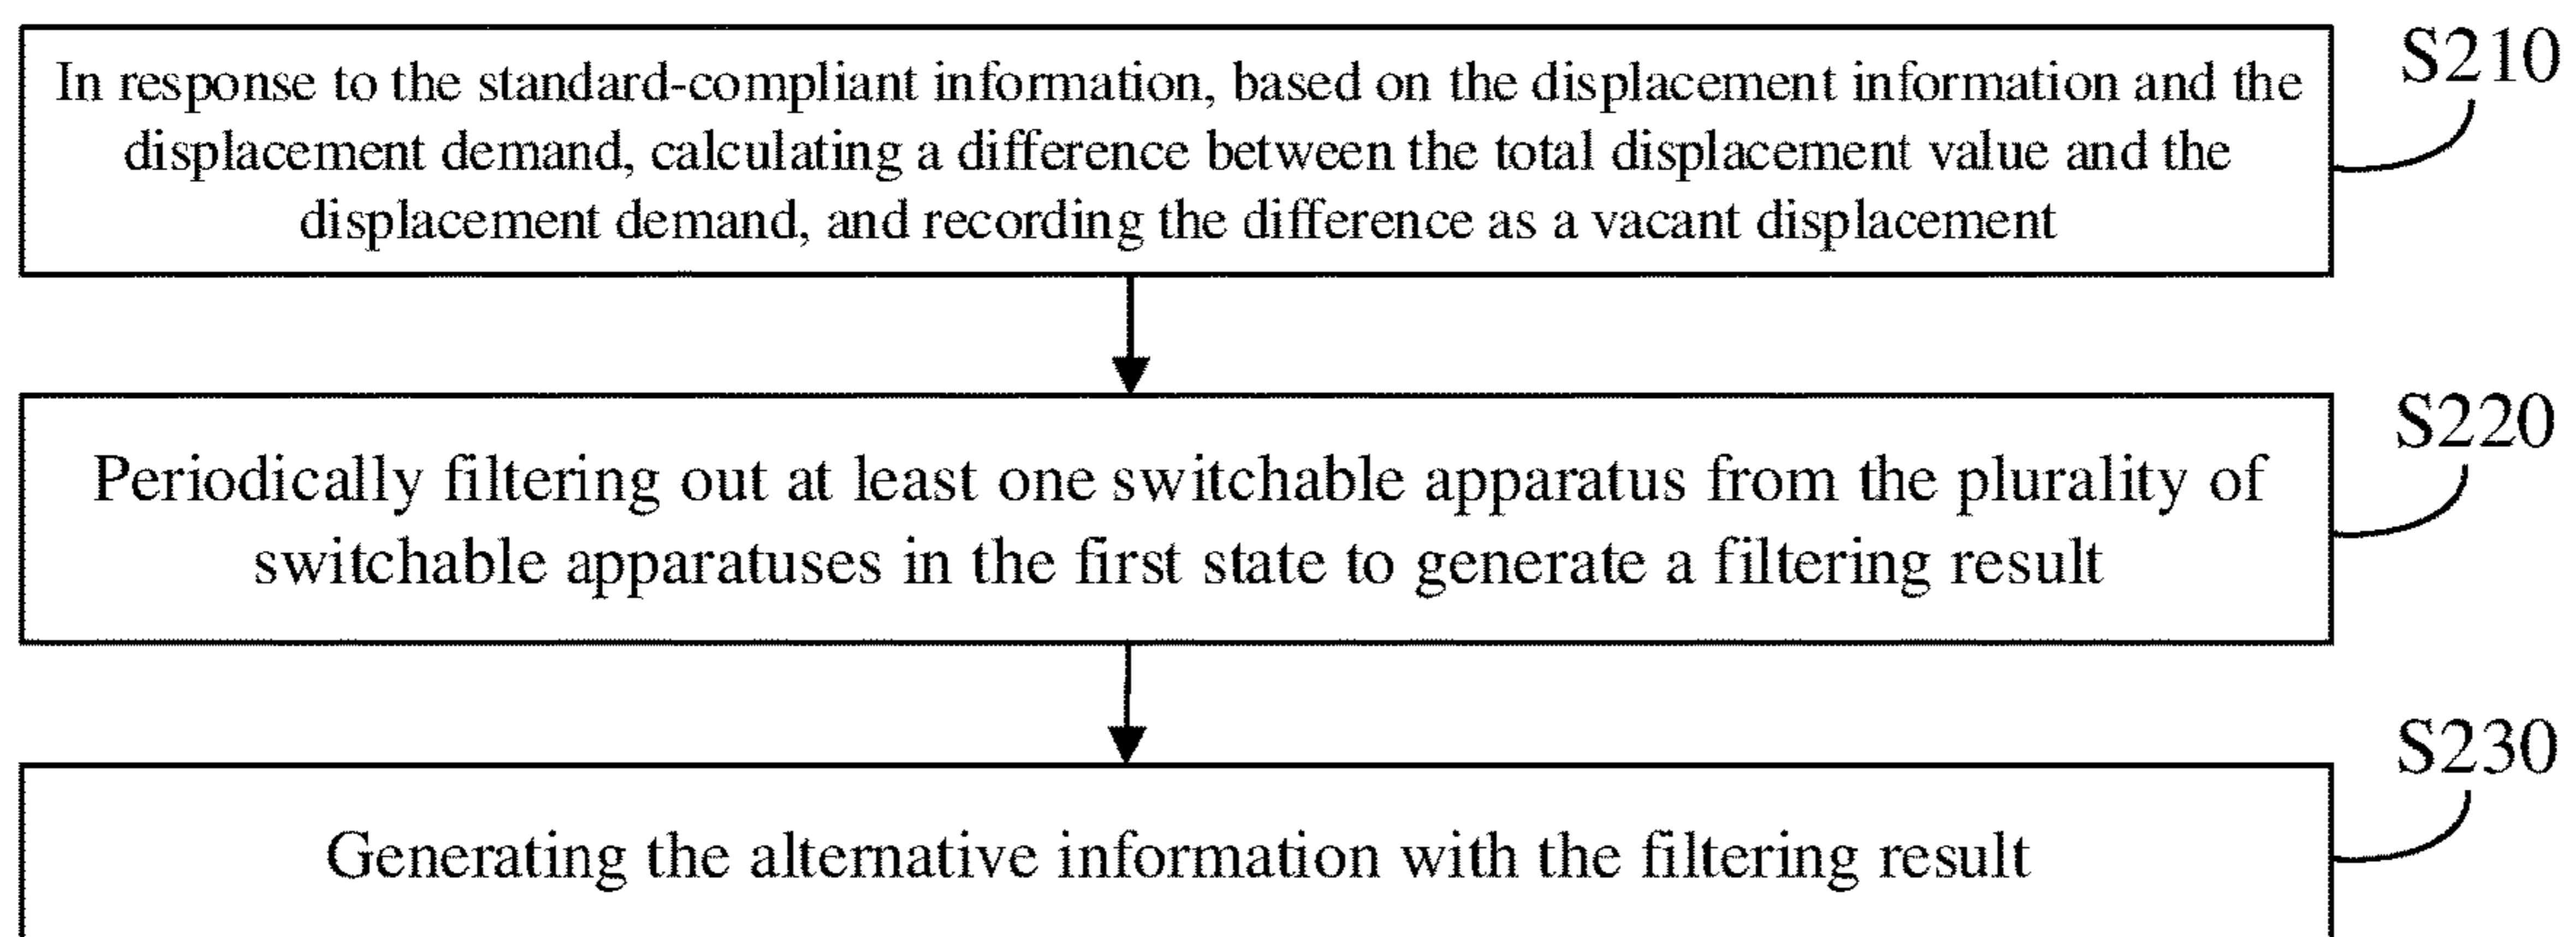 In response to the standard-compliant information, based on the displacement information and the
displacement demand, calculating a difference between the total displacement value and the
displacement demand, and recording the difference as a vacant displacement
S210
Periodically filtering out at least one switchable apparatus from the plurality of
switchable apparatuses in the first state to generate a filtering result
S220
Generating the alternative information with the filtering result
S230